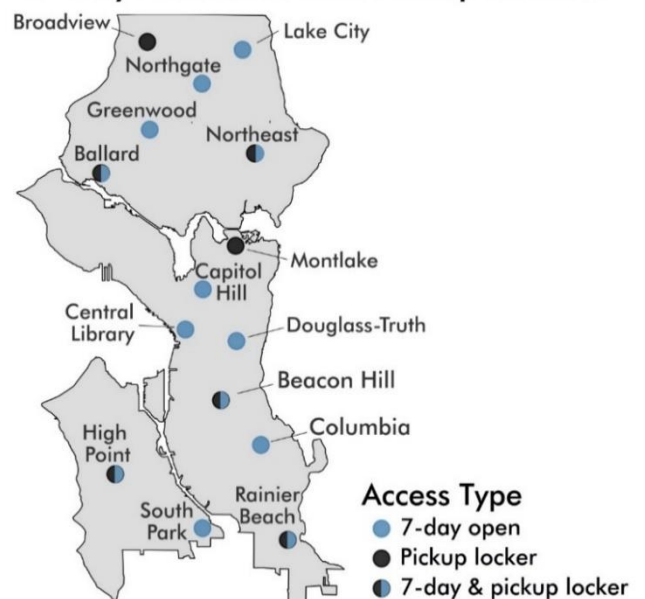 Broadview
Lake City
Northgate
Greenwood
Northeast
Ballard
Montlake
Capitol
Hill
Central
Library
Douglass-Truth
Beacon Hill
Columbia
High
Point
Rainier
Beach
South
Park
Access Type
7-day open
Pickup locker
7-day & pickup locker